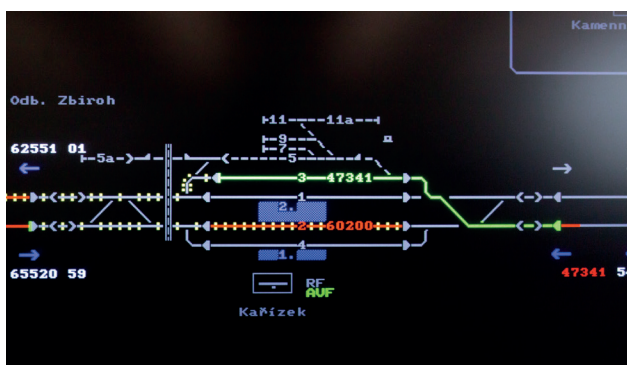 Kamenn
Odb. Zbiroh
11 11a
9
7
62551 01
5a 5
3 47341
1
2.
2 60200
4
1.
65520 59
47341 5
RF
AUF
Kařízek